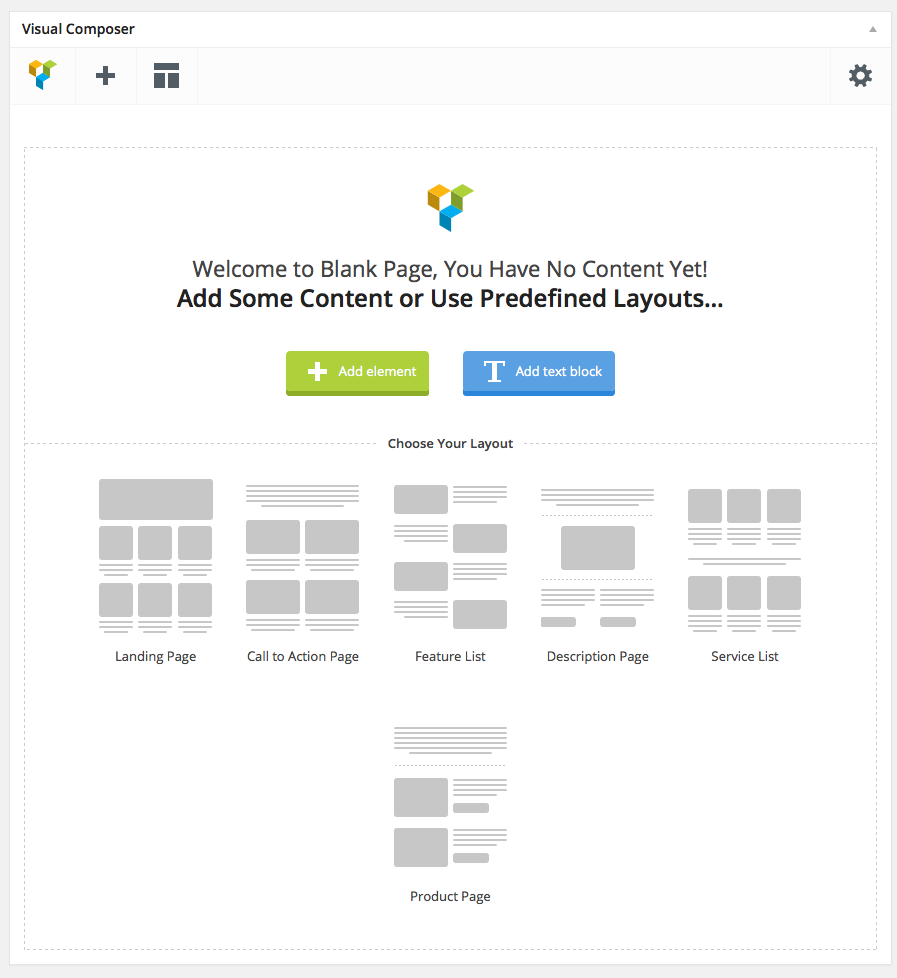 Visual Composer
Welcome to Blank Page, You Have No Content Yet!
Add Some Content or Use Predefined Layouts...
Add element
Add text block
Choose Your Layout
Landing Page
Call to Action Page
Feature List
Description Page
Service List
Product Page